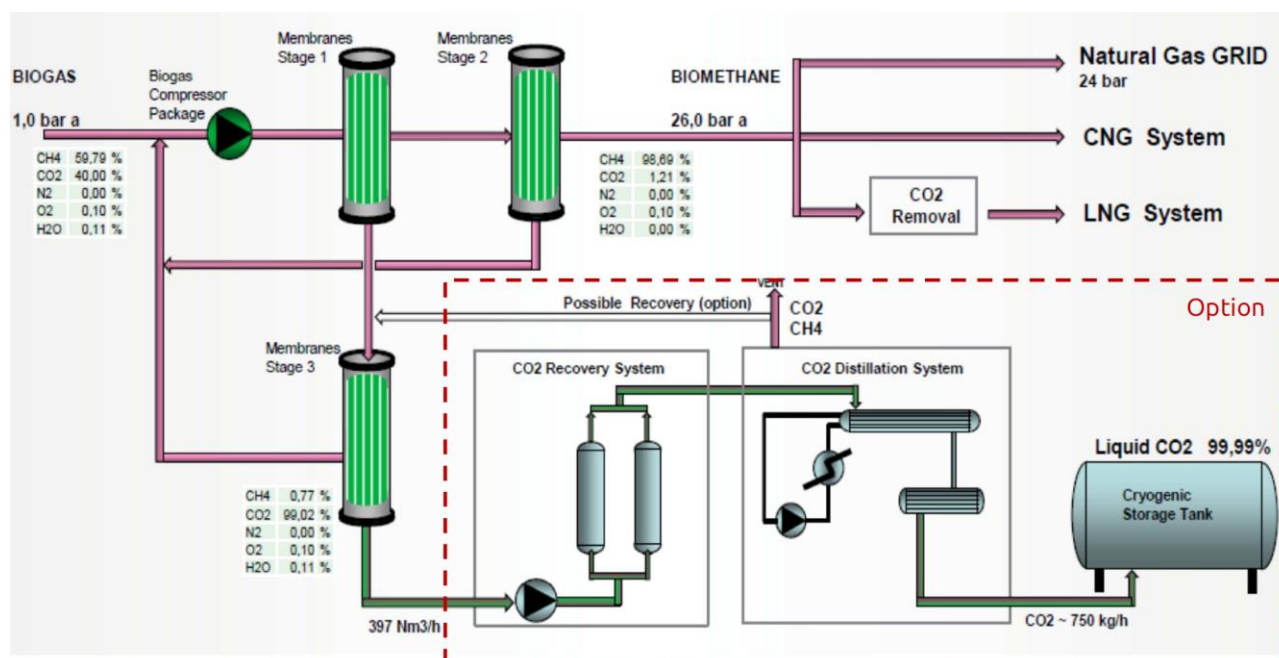 BIOGAS
1,0 bar a
CH4 59,79 %
CO2 40,00 %
N2 0,00 %
O2 0,10 %
H2O 0,11 %
Biogas
Compressor
Package
Membranes
Stage 1
Membranes
Stage 2
BIOMETHANE
26,0 bar a
CH4 98,69 %
CO2 1,21 %
N2 0,00 %
O2 0,10 %
H2O 0,00 %
Natural Gas GRID
24 bar
CNG System
CO2
Removal
LNG System
Option
Possible Recovery (option)
VENT
CO2
CH4
Membranes
Stage 3
CH4 0,77 %
CO2 99,02 %
N2 0,00 %
O2 0,10 %
H2O 0,11 %
397 Nm3/h
CO2 Recovery System
CO2 Distillation System
Liquid CO2 99,99%
Cryogenic
Storage Tank
CO2 ~ 750 kg/h